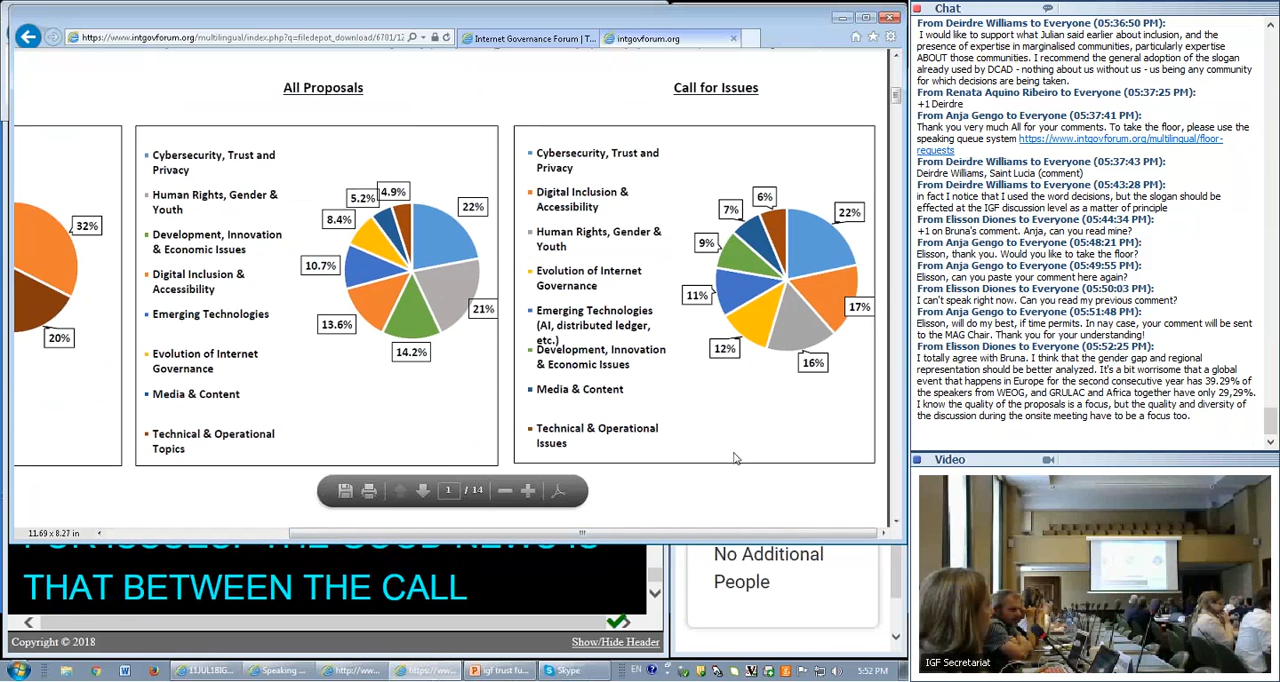 https://www.intgovforum.org/multilingual/index.php?q=filedepot_download/6701/12
Internet Governance Forum | T...
intgovforum.org
All Proposals
Cybersecurity, Trust and
Privacy
Human Rights, Gender &
Youth
Development, Innovation
& Economic Issues
Digital Inclusion &
Accessibility
Emerging Technologies
Evolution of Internet
Governance
Media & Content
Technical & Operational
Topics
32%
20%
22%
21%
14.2%
13.6%
10.7%
8.4%
5.2%
4.9%
Call for Issues
Cybersecurity, Trust and
Privacy
Digital Inclusion &
Accessibility
Human Rights, Gender &
Youth
Evolution of Internet
Governance
Emerging Technologies
(AI, distributed ledger,
etc.)
Development, Innovation
& Economic Issues
Media & Content
Technical & Operational
Issues
22%
17%
16%
12%
11%
9%
7%
6%
1 / 14
11.69 x 8.27 in
FOR ISSUES. THE GOOD NEWS IS
THAT BETWEEN THE CALL
No Additional
People
Copyright © 2018
Show/Hide Header
Chat
From Deirdre Williams to Everyone (05:36:50 PM):
I would like to support what Julian said earlier about inclusion, and the
presence of expertise in marginalised communities, particularly expertise
ABOUT those communities. I recommend the general adoption of the slogan
already used by DCAD - nothing about us without us - us being any community
for which decisions are being taken.
From Renata Aquino Ribeiro to Everyone (05:37:25 PM):
+1 Deirdre
From Anja Gengo to Everyone (05:37:41 PM):
Thank you very much All for your comments. To take the floor, please use the
speaking queue system https://www.intgovforum.org/multilingual/floor-
requests
From Deirdre Williams to Everyone (05:37:43 PM):
Deirdre Williams, Saint Lucia (comment)
From Deirdre Williams to Everyone (05:43:28 PM):
in fact I notice that I used the word decisions, but the slogan should be
effected at the IGF discussion level as a matter of principle
From Elisson Diones to Everyone (05:44:34 PM):
+1 on Bruna's comment. Anja, can you read mine?
From Anja Gengo to Everyone (05:48:21 PM):
Elisson, thank you. Would you like to take the floor?
From Anja Gengo to Everyone (05:49:55 PM):
Elisson, can you paste your comment here again?
From Elisson Diones to Everyone (05:50:03 PM):
I can't speak right now. Can you read my previous comment?
From Anja Gengo to Everyone (05:51:48 PM):
Elisson, will do my best, if time permits. In nay case, your comment will be sent
to the MAG Chair. Thank you for your understanding!
From Elisson Diones to Everyone (05:52:25 PM):
I totally agree with Bruna. I think that the gender gap and regional
representation should be better analyzed. It's a bit worrisome that a global
event that happens in Europe for the second consecutive year has 39.29% of
the speakers from WEOG, and GRULAC and Africa together have only 29,29%.
I know the quality of the proposals is a focus, but the quality and diversity of
the discussion during the onsite meeting have to be a focus too.
Video
IGF Secretariat
11JUL18IG...
Speaking ...
http://ww...
https://ww...
igf trust fu...
Skype
EN
5:52 PM